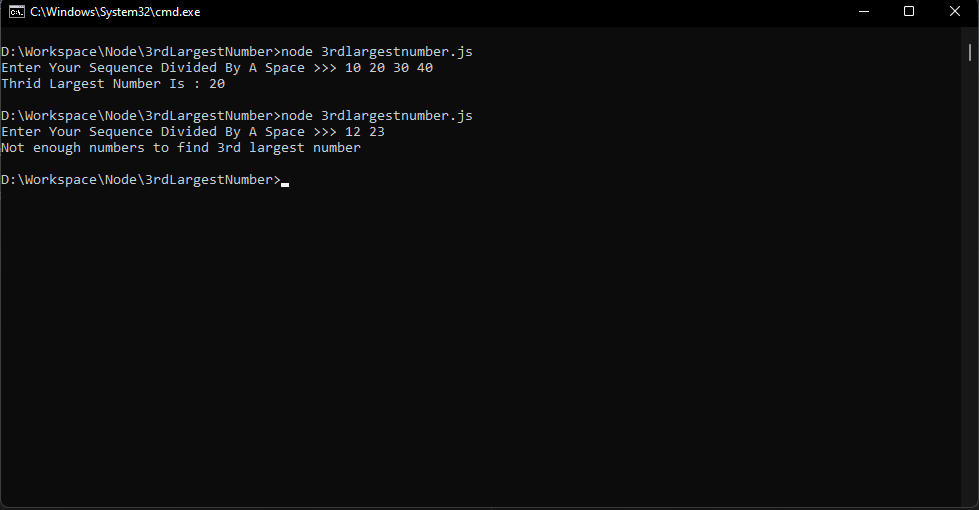 C:\Windows\System32\cmd.exe
D:\Workspace\Node\3rdLargestNumber>node 3rdlargestnumber.js
Enter Your Sequence Divided By A Space >>> 10 20 30 40
Thrid Largest Number Is : 20
D:\Workspace\Node\3rdLargestNumber>node 3rdlargestnumber.js
Enter Your Sequence Divided By A Space >>> 12 23
Not enough numbers to find 3rd largest number
D:\Workspace\Node\3rdLargestNumber>